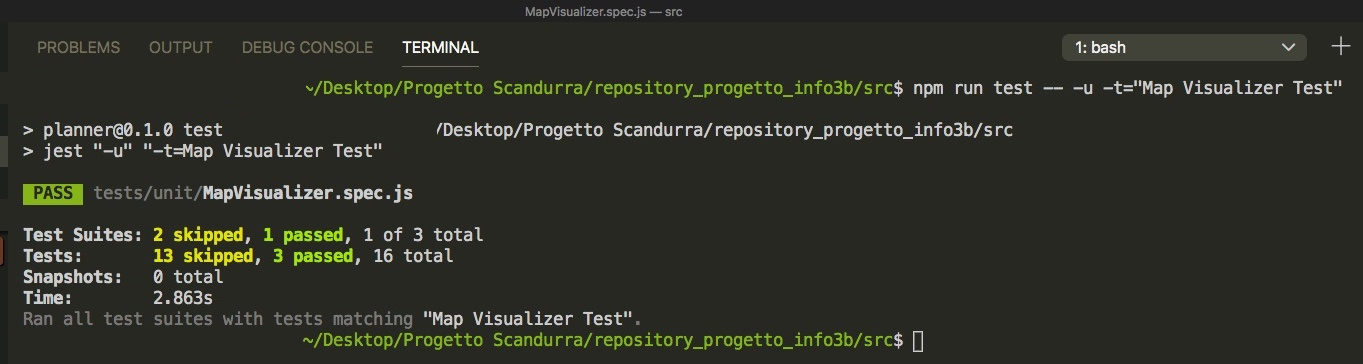 MapVisualizer.spec.js — src
PROBLEMS OUTPUT DEBUG CONSOLE TERMINAL 1: bash
~/Desktop/Progetto Scandurra/repository_progetto_info3b/src$ npm run test -- -u -t="Map Visualizer Test"
> planner@0.1.0 test /Desktop/Progetto Scandurra/repository_progetto_info3b/src
> jest "-u" "-t=Map Visualizer Test"
PASS tests/unit/MapVisualizer.spec.js
Test Suites: 2 skipped, 1 passed, 1 of 3 total
Tests: 13 skipped, 3 passed, 16 total
Snapshots: 0 total
Time: 2.863s
Ran all test suites with tests matching "Map Visualizer Test".
~/Desktop/Progetto Scandurra/repository_progetto_info3b/src$